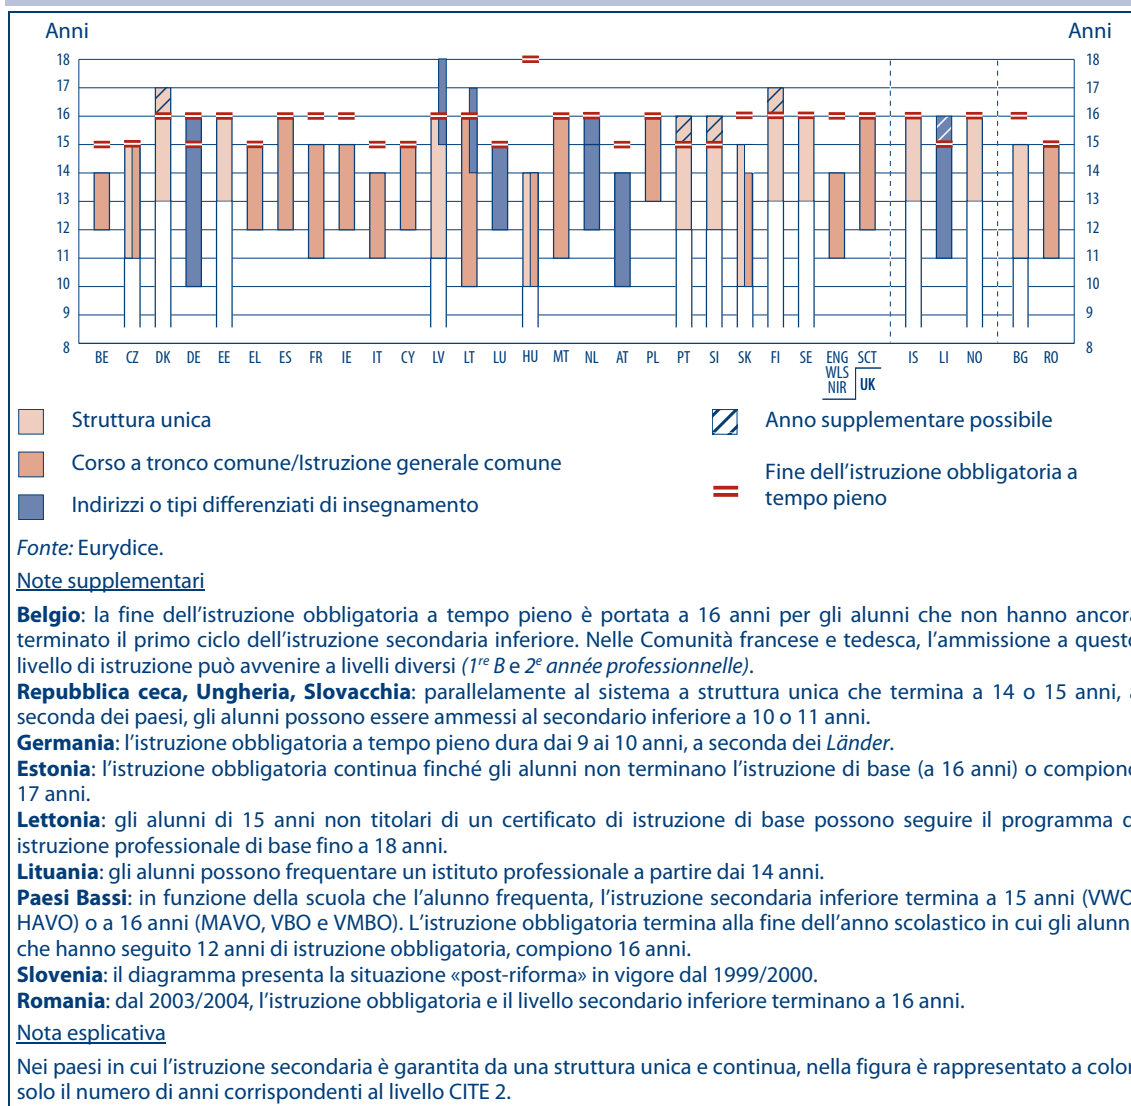 Anni Anni
18 18
17 17
16 16
15 15
14 14
13 13
12 12
11 11
10 10
9 9
8 8
BE CZ DK DE EE EL ES FR IE IT CY LV LT LU HU MT NL AT PL PT SI SK FI SE ENG SCT IS LI NO BG RO
WLS UK
NIR
Struttura unica
Anno supplementare possibile
Corso a tronco comune/Istruzione generale comune
Fine dell'istruzione obbligatoria a
tempo pieno
Indirizzi o tipi differenziati di insegnamento
Fonte: Eurydice.
Note supplementari
Belgio: la fine dell'istruzione obbligatoria a tempo pieno è portata a 16 anni per gli alunni che non hanno ancora
terminato il primo ciclo dell'istruzione secondaria inferiore. Nelle Comunità francese e tedesca, l'ammissione a questo
livello di istruzione può avvenire a livelli diversi (1re B e 2e année professionnelle).
Repubblica ceca, Ungheria, Slovacchia: parallelamente al sistema a struttura unica che termina a 14 o 15 anni,
seconda dei paesi, gli alunni possono essere ammessi al secondario inferiore a 10 o 11 anni.
Germania: l'istruzione obbligatoria a tempo pieno dura dai 9 ai 10 anni, a seconda dei Länder.
Estonia: l'istruzione obbligatoria continua finché gli alunni non terminano l'istruzione di base (a 16 anni) o compiono
17 anni.
Lettonia: gli alunni di 15 anni non titolari di un certificato di istruzione di base possono seguire il programma d
istruzione professionale di base fino a 18 anni.
Lituania: gli alunni possono frequentare un istituto professionale a partire dai 14 anni.
Paesi Bassi: in funzione della scuola che l'alunno frequenta, l'istruzione secondaria inferiore termina a 15 anni (VWO
HAVO) o a 16 anni (MAVO, VBO e VMBO). L'istruzione obbligatoria termina alla fine dell'anno scolastico in cui gli alunn
che hanno seguito 12 anni di istruzione obbligatoria, compiono 16 anni.
Slovenia: il diagramma presenta la situazione «post-riforma» in vigore dal 1999/2000.
Romania: dal 2003/2004, l'istruzione obbligatoria e il livello secondario inferiore terminano a 16 anni.
Nota esplicativa
Nei paesi in cui l'istruzione secondaria è garantita da una struttura unica e continua, nella figura è rappresentato a color
solo il numero di anni corrispondenti al livello CITE 2.